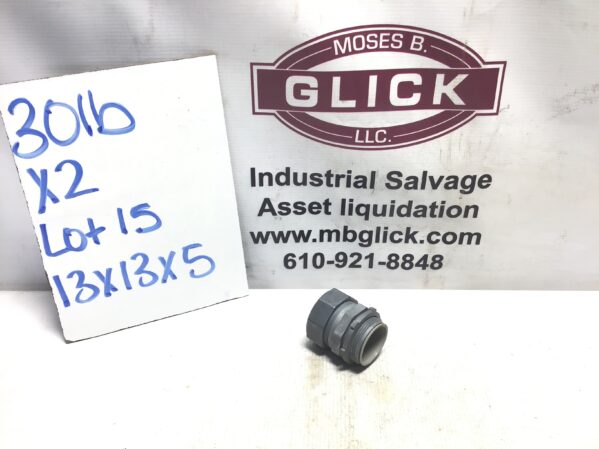 30lb
X2
Lot 15
13x13x5
MOSES B.
GLICK
LLC.
Industrial Salvage
Asset liquidation
www.mbglick.com
610-921-8848